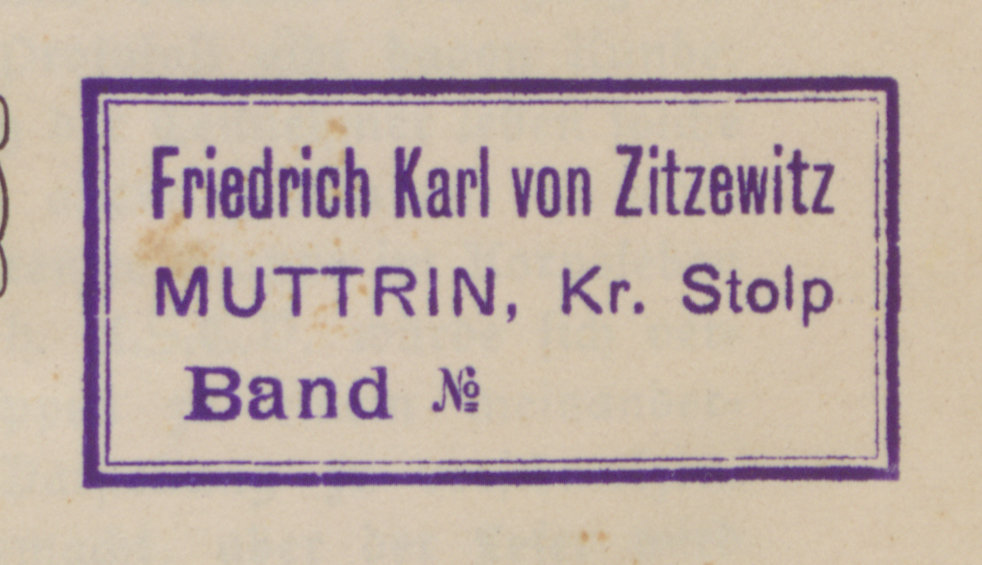 Friedrich Karl von Zitzewitz
MUTTRIN, Kr. Stolp
Band №